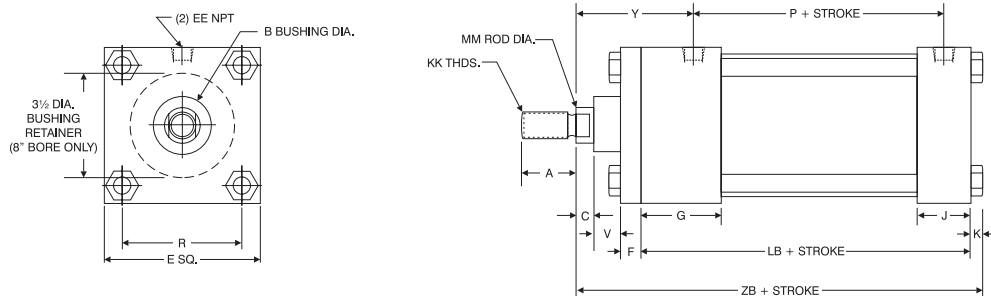 (2) EE NPT
B BUSHING DIA.
3½ DIA.
BUSHING
RETAINER
(8" BORE ONLY)
R
E SQ.
Y
P + STROKE
MM ROD DIA.
KK THDS.
A
C
G
J
K
V
F
LB + STROKE
ZB + STROKE